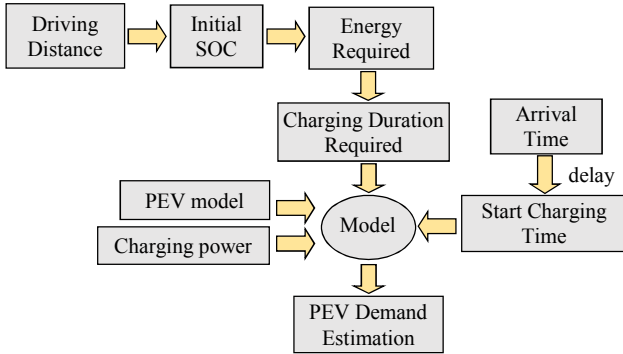 Driving
Distance
Initial
SOC
Energy
Required
Charging Duration
Required
Arrival
Time
delay
PEV model
Charging power
Model
Start Charging
Time
PEV Demand
Estimation